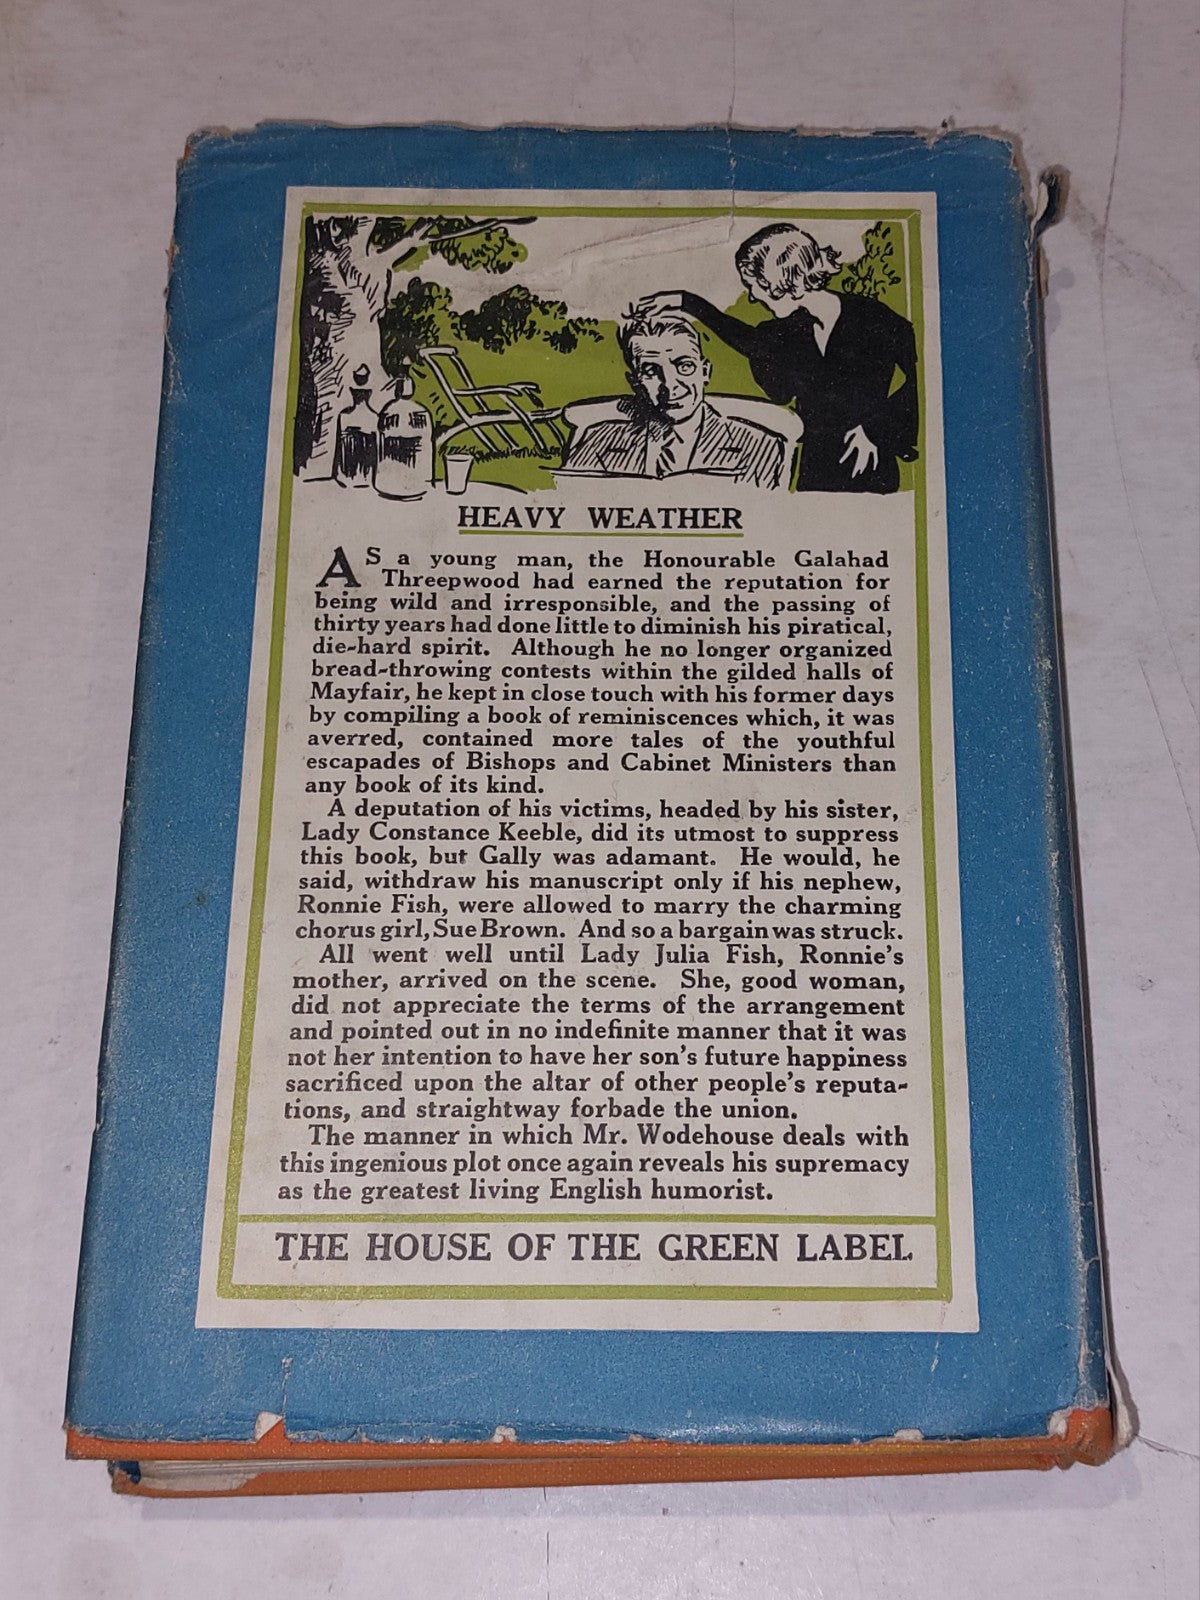 HEAVY WEATHER
AS a young man, the Honourable Galahad
Threepwood had earned the reputation for
being wild and irresponsible, and the passing of
thirty years had done little to diminish his piratical,
die-hard spirit. Although he no longer organized
bread-throwing contests within the gilded halls of
Mayfair, he kept in close touch with his former days
by compiling a book of reminiscences which, it was
averred, contained more tales of the youthful
escapades of Bishops and Cabinet Ministers than
any book of its kind.
A deputation of his victims, headed by his sister,
Lady Constance Keeble, did its utmost to suppress
this book, but Gally was adamant. He would, he
said, withdraw his manuscript only if his nephew,
Ronnie Fish, were allowed to marry the charming
chorus girl, Sue Brown. And so a bargain was struck.
All went well until Lady Julia Fish, Ronnie's
mother, arrived on the scene. She, good woman,
did not appreciate the terms of the arrangement
and pointed out in no indefinite manner that it was
not her intention to have her son's future happiness
sacrificed upon the altar of other people's reputa-
tions, and straightway forbade the union.
The manner in which Mr. Wodehouse deals with
this ingenious plot once again reveals his supremacy
as the greatest living English humorist.
THE HOUSE OF THE GREEN LABEL